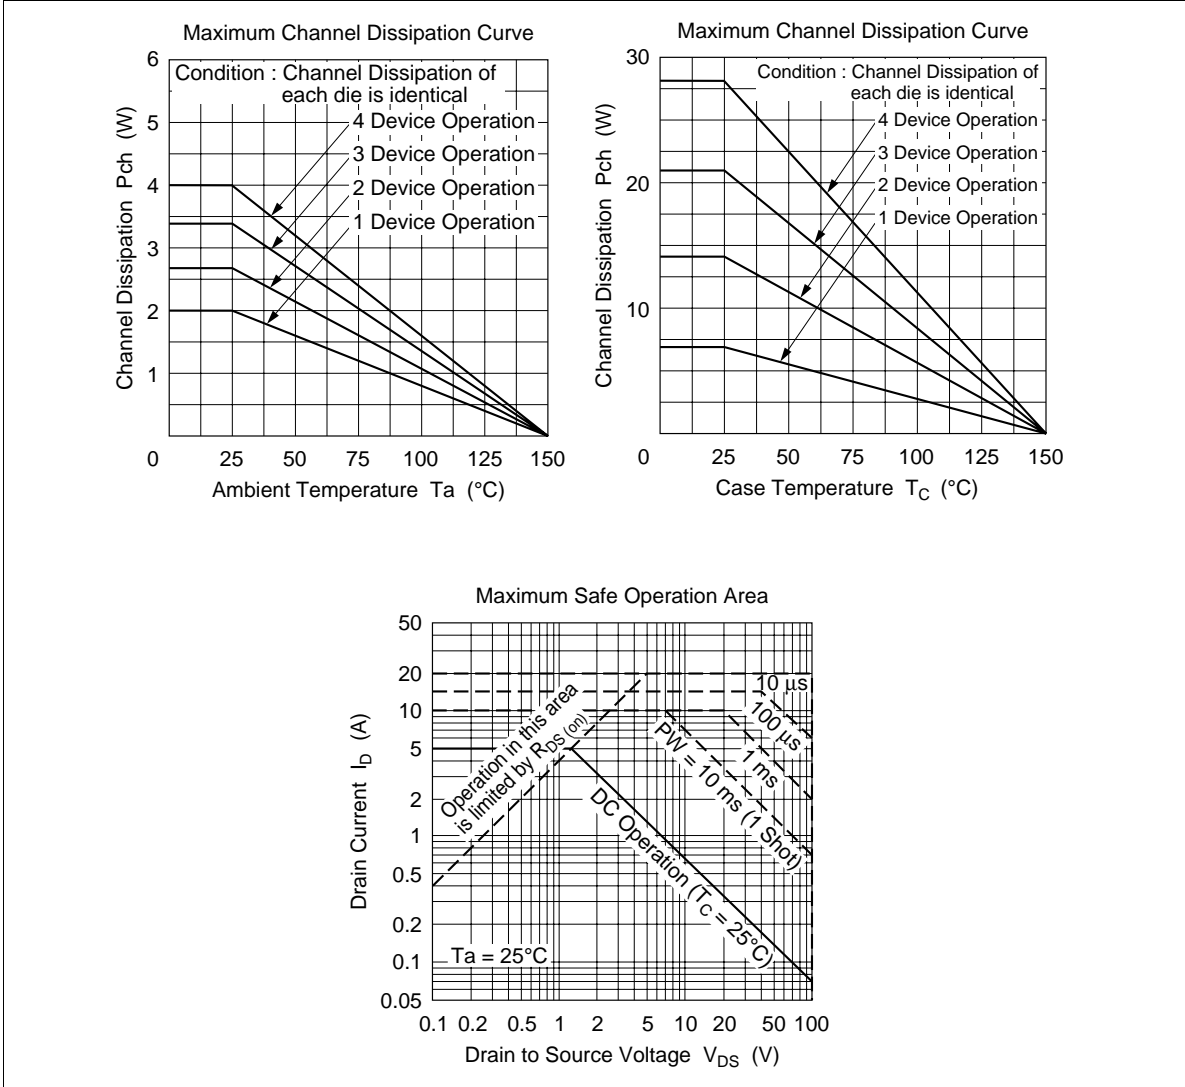 Maximum Channel Dissipation Curve
6
5
4
3
2
1
0
25
50
75
100
125
150
Condition : Channel Dissipation of
each die is identical
4 Device Operation
3 Device Operation
2 Device Operation
1 Device Operation
Channel Dissipation Pch (W)
Ambient Temperature Ta (°C)
Maximum Channel Dissipation Curve
30
20
10
0
25
50
75
100
125
150
Condition : Channel Dissipation of
each die is identical
4 Device Operation
3 Device Operation
2 Device Operation
1 Device Operation
Channel Dissipation Pch (W)
Case Temperature TC (°C)
Maximum Safe Operation Area
50
20
10
5
2
1
0.5
0.2
0.1
0.05
0.1
0.2
0.5
1
2
5
10
20
50
100
Drain Current ID (A)
Operation in this area
is limited by RDS (on)
10 µs
100 µs
1 ms
PW = 10 ms (1 Shot)
DC Operation (TC = 25°C)
Ta = 25°C
Drain to Source Voltage VDS (V)